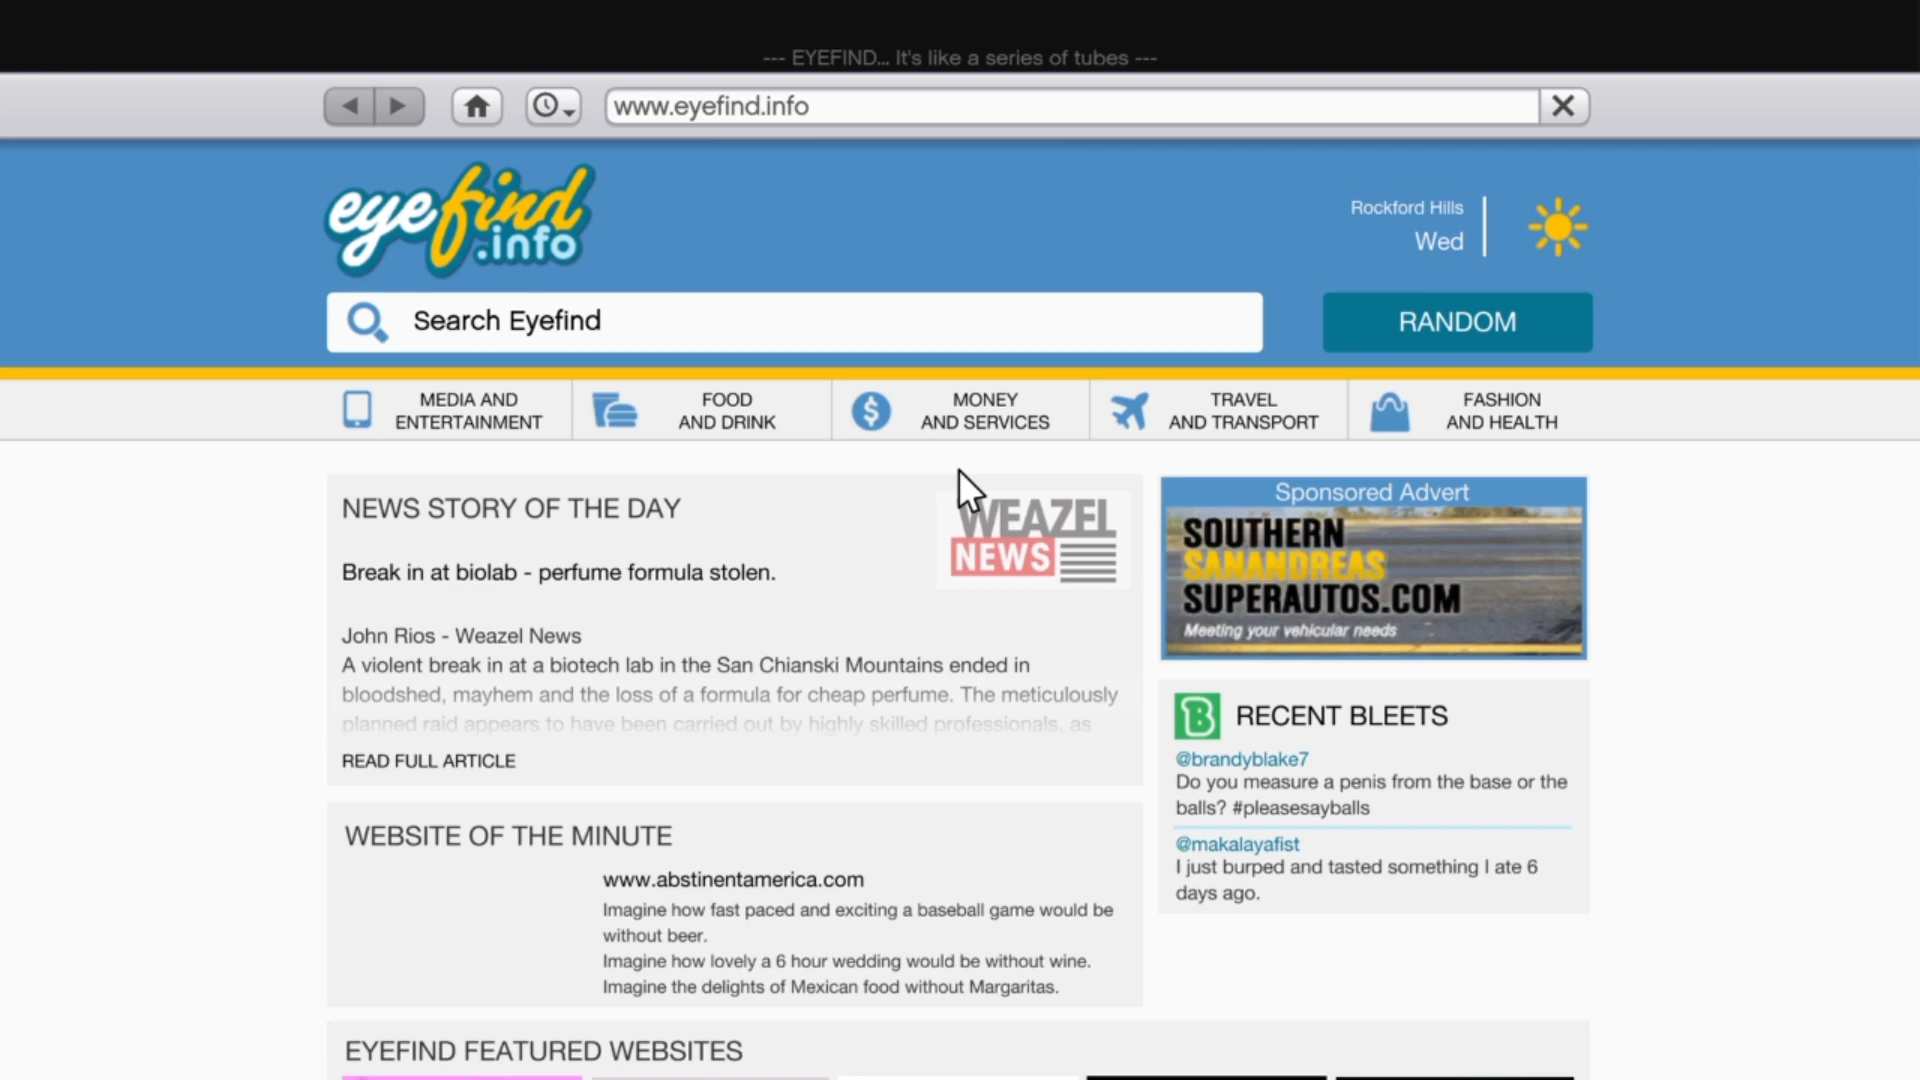 --- EYEFIND... It's like a series of tubes ---
www.eyefind.info
eyefind
.info
Rockford Hills
Wed
Search Eyefind
RANDOM
MEDIA AND
ENTERTAINMENT
FOOD
AND DRINK
MONEY
AND SERVICES
TRAVEL
AND TRANSPORT
FASHION
AND HEALTH
NEWS STORY OF THE DAY
WEAZEL
NEWS
Break in at biolab - perfume formula stolen.
John Rios - Weazel News
A violent break in at a biotech lab in the San Chianski Mountains ended in
bloodshed, mayhem and the loss of a formula for cheap perfume. The meticulously
planned raid appears to have been carried out by highly skilled professionals, as
READ FULL ARTICLE
Sponsored Advert
SOUTHERN
SANANDREAS
SUPERAUTOS.COM
Meeting your vehicular needs
B RECENT BLEETS
@brandyblake7
Do you measure a penis from the base or the
balls? #pleasesayballs
@makalayafist
I just burped and tasted something I ate 6
days ago.
WEBSITE OF THE MINUTE
www.abstinentamerica.com
Imagine how fast paced and exciting a baseball game would be
without beer.
Imagine how lovely a 6 hour wedding would be without wine.
Imagine the delights of Mexican food without Margaritas.
EYEFIND FEATURED WEBSITES